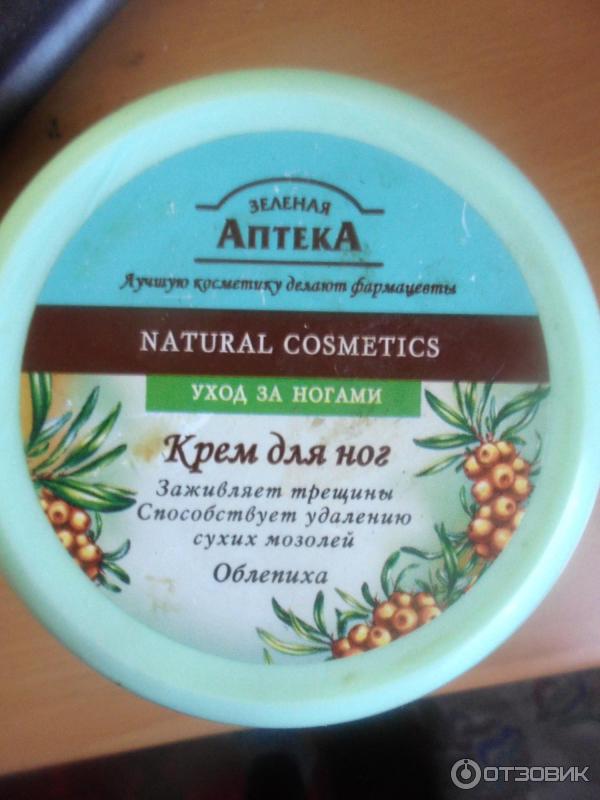 ЗЕЛЕНАЯ
АПТЕКА
Лучшую косметику делают фармацевты
NATURAL COSMETICS
УХОД ЗА НОГАМИ
Крем для ног
Заживляет трещины
Способствует удалению
сухих мозолей
Облепиха
ОТЗОВИК